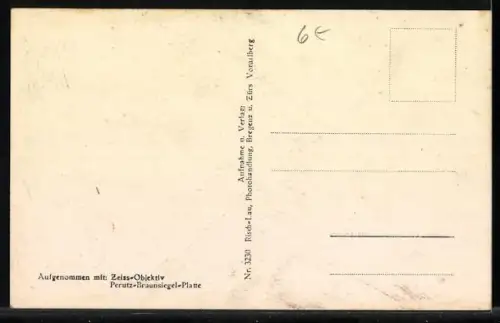 6€
Aufnahme u. Verlag:
Nr. 3230 Risch-Lau, Photohandlung, Bregenz u. Zürs Vorarlberg
Aufgenommen mit: Zeiss-Objektiv
Perutz-Braunsiegel-Platte